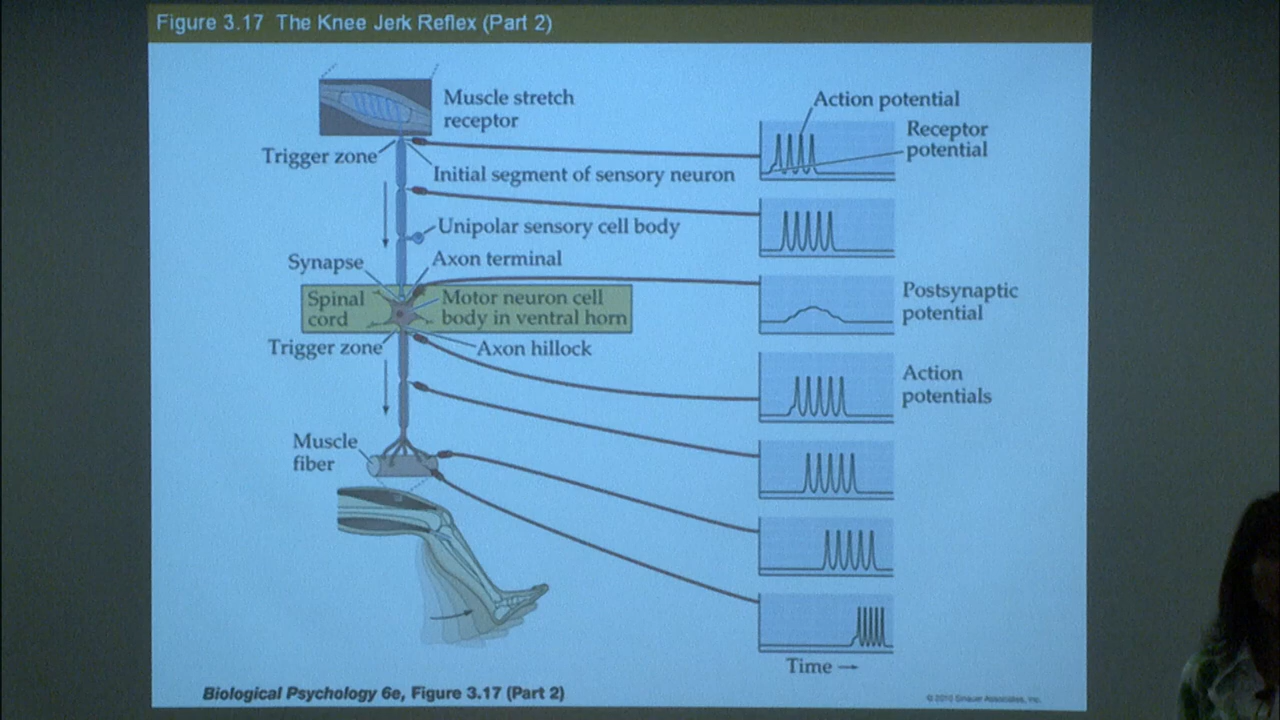 Figure 3.17 The Knee Jerk Reflex (Part 2)
Muscle stretch
receptor
Action potential
Receptor
potential
Trigger zone
Initial segment of sensory neuron
Unipolar sensory cell body
Synapse
Axon terminal
Spinal
cord
Motor neuron cell
body in ventral horn
Postsynaptic
potential
Trigger zone
Axon hillock
Action
potentials
Muscle
fiber
Time
Biological Psychology 6e, Figure 3.17 (Part 2)
© 2010 Sinauer Associates, Inc.